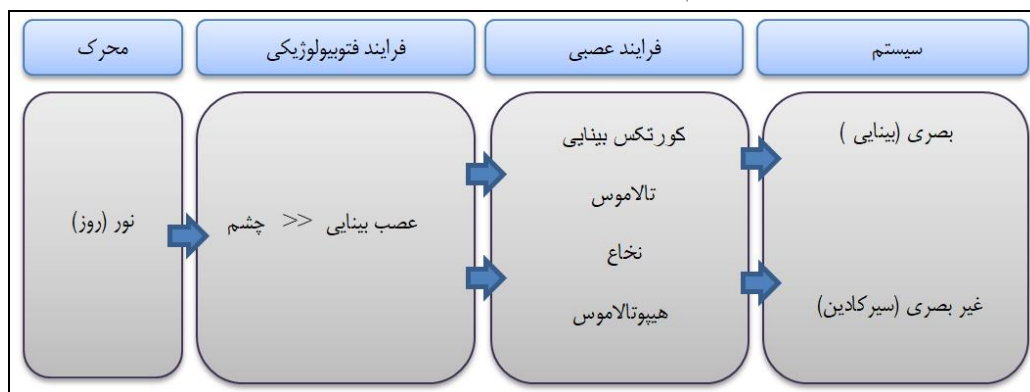 محرک
فرایند فتوبیولوژیکی
فرایند عصبی
سیستم
نور (روز)
چشم >> عصب بینایی
کورتکس بینایی
تالاموس
نخاع
هیپوتالاموس
بصری (بینایی )
غیر بصری (سیرکادین)